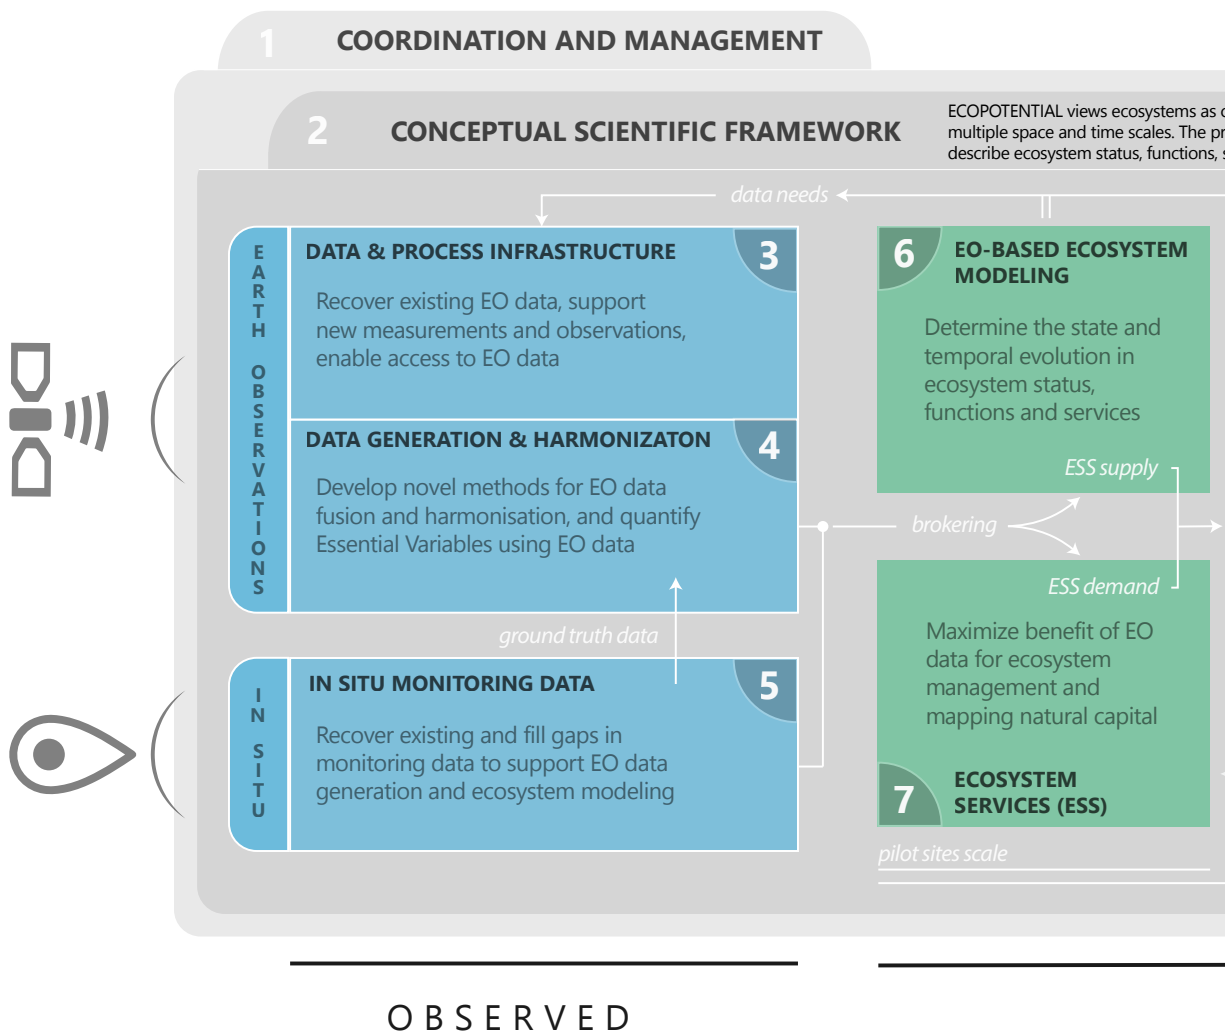 1 COORDINATION AND MANAGEMENT
2 CONCEPTUAL SCIENTIFIC FRAMEWORK
ECOPOTENTIAL views ecosystems as
multiple space and time scales. The
describe ecosystem status, functions,
data needs
EARTH OBSERVATIONS
DATA & PROCESS INFRASTRUCTURE 3
Recover existing EO data, support
new measurements and observations,
enable access to EO data
DATA GENERATION & HARMONIZATON 4
Develop novel methods for EO data
fusion and harmonisation, and quantify
Essential Variables using EO data
ground truth data
IN SITU
IN SITU MONITORING DATA 5
Recover existing and fill gaps in
monitoring data to support EO data
generation and ecosystem modeling
6 EO-BASED ECOSYSTEM
MODELING
Determine the state and
temporal evolution in
ecosystem status,
functions and services
ESS supply
brokering
ESS demand
Maximize benefit of EO
data for ecosystem
management and
mapping natural capital
7 ECOSYSTEM
SERVICES (ESS)
pilot sites scale
OBSERVED